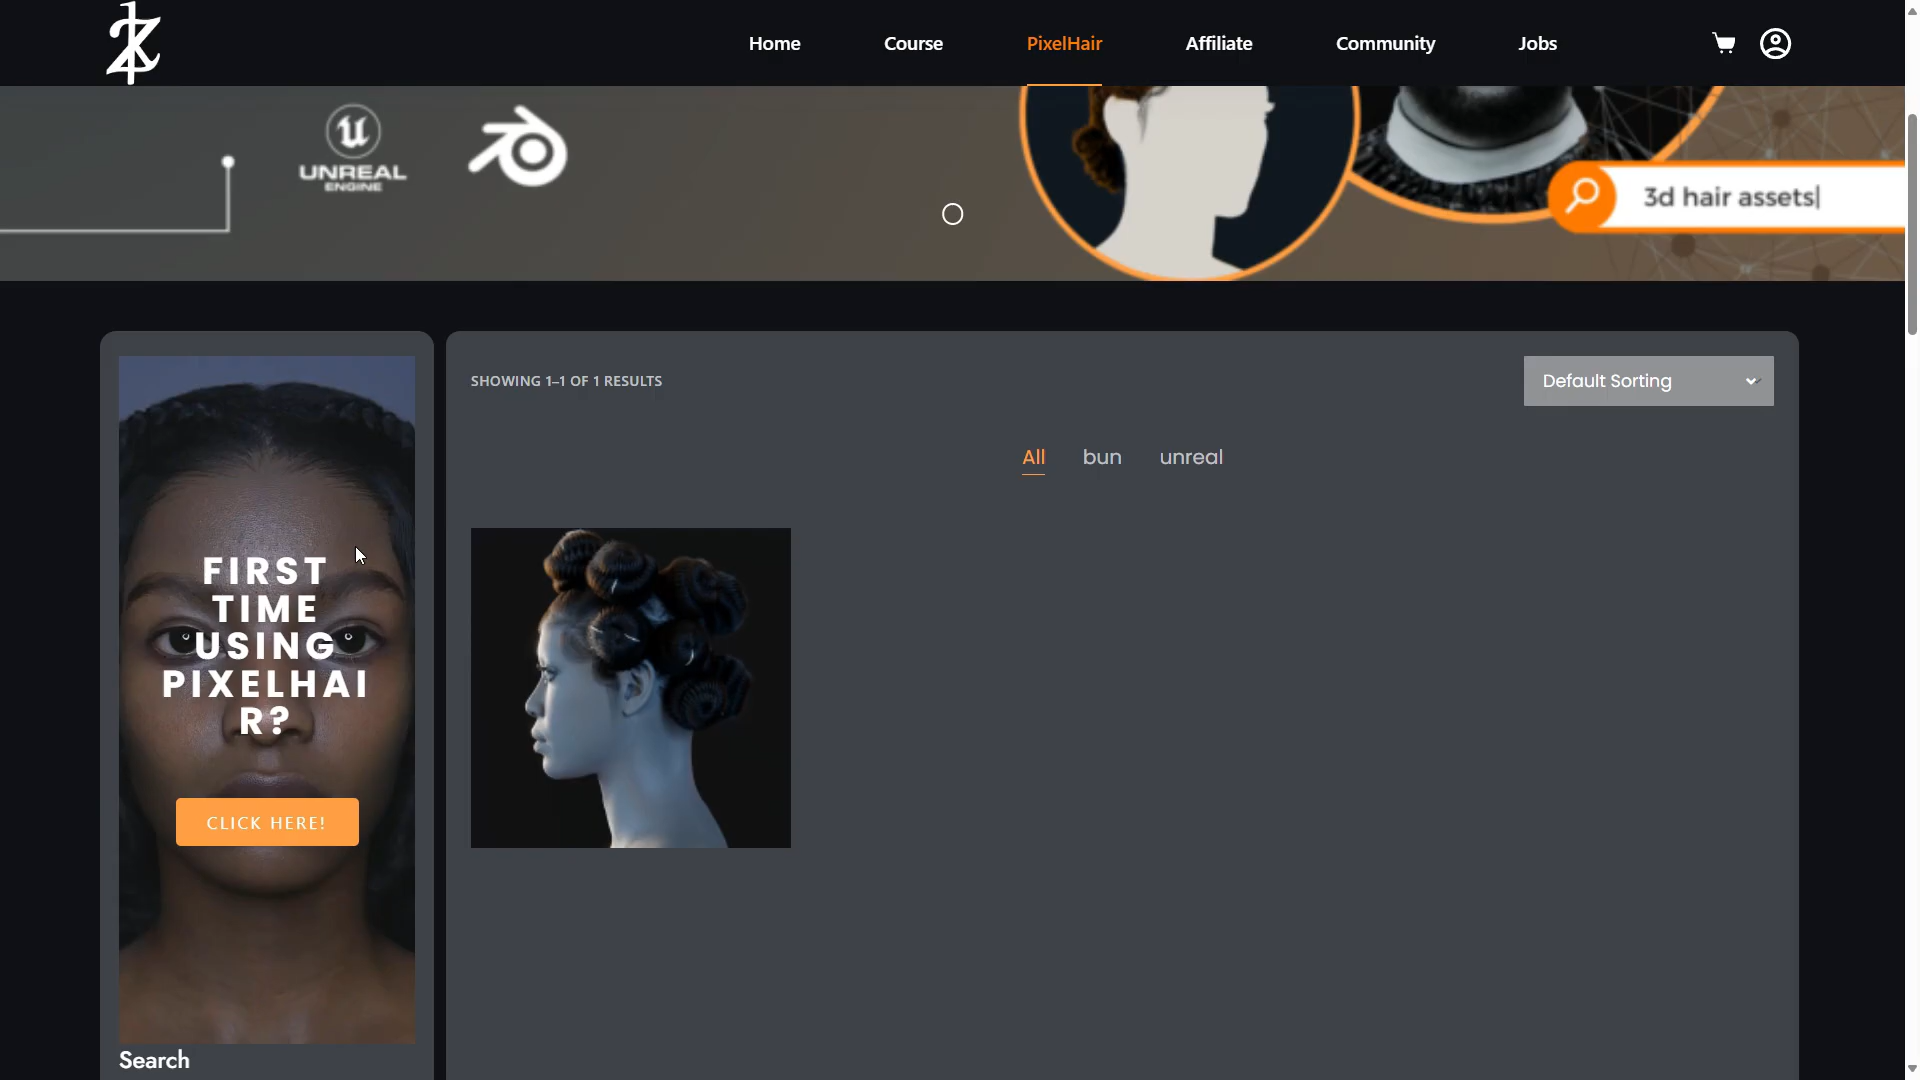 Home
Course
PixelHair
Affiliate
Community
Jobs
UNREAL
ENGINE
3d hair assets
SHOWING 1–1 OF 1 RESULTS
Default Sorting
All
bun
unreal
FIRST
TIME
USING
PIXELHAI
R?
CLICK HERE!
Search